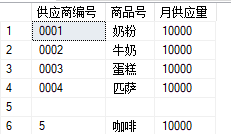 供应商编号 商品号 月供应量
1 0001 奶粉 10000
2 0002 牛奶 10000
3 0003 蛋糕 10000
4 0004 匹萨 10000
5
6 5 咖啡 10000